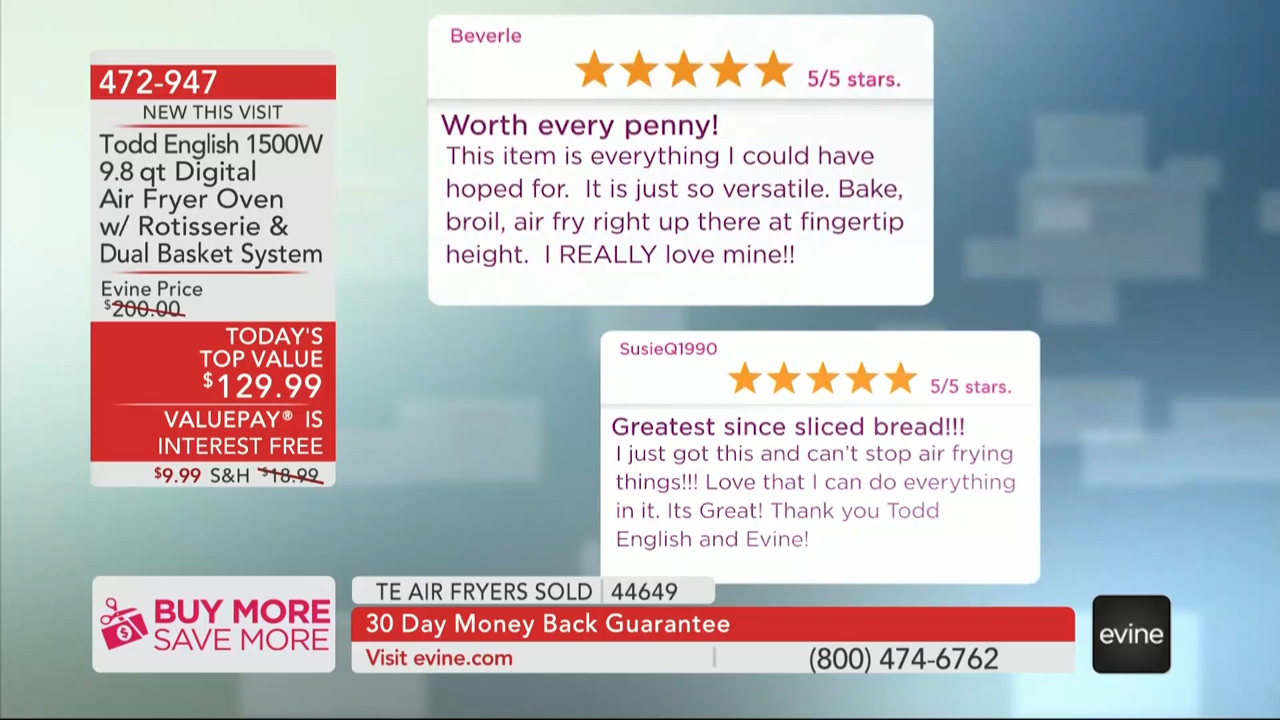 472-947
NEW THIS VISIT
Todd English 1500W
9.8 qt Digital
Air Fryer Oven
w/ Rotisserie &
Dual Basket System
Evine Price
$200.00
TODAY'S
TOP VALUE
$129.99
VALUEPAY® IS
INTEREST FREE
$9.99 S&H $18.99
Beverle
5/5 stars.
Worth every penny!
This item is everything I could have
hoped for. It is just so versatile. Bake,
broil, air fry right up there at fingertip
height. I REALLY love mine!!
SusieQ1990
5/5 stars.
Greatest since sliced bread!!!
I just got this and can't stop air frying
things!!! Love that I can do everything
in it. Its Great! Thank you Todd
English and Evine!
$
BUY MORE
SAVE MORE
TE AIR FRYERS SOLD 44649
30 Day Money Back Guarantee
Visit evine.com (800) 474-6762
evine